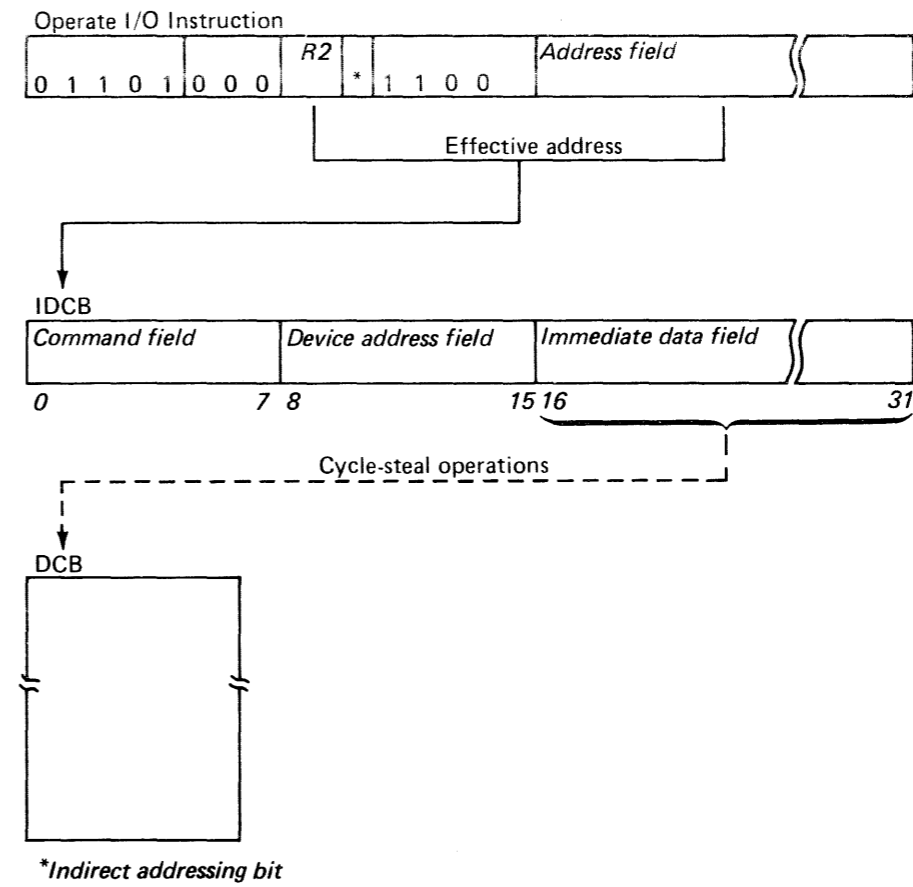 Operate I/O Instruction
R2 Address field
0 1 1 0 1 0 0 0 * 1 1 0 0
Effective address
IDCB
Command field Device address field Immediate data field
0 7 8 15 16 31
Cycle-steal operations
DCB
*Indirect addressing bit